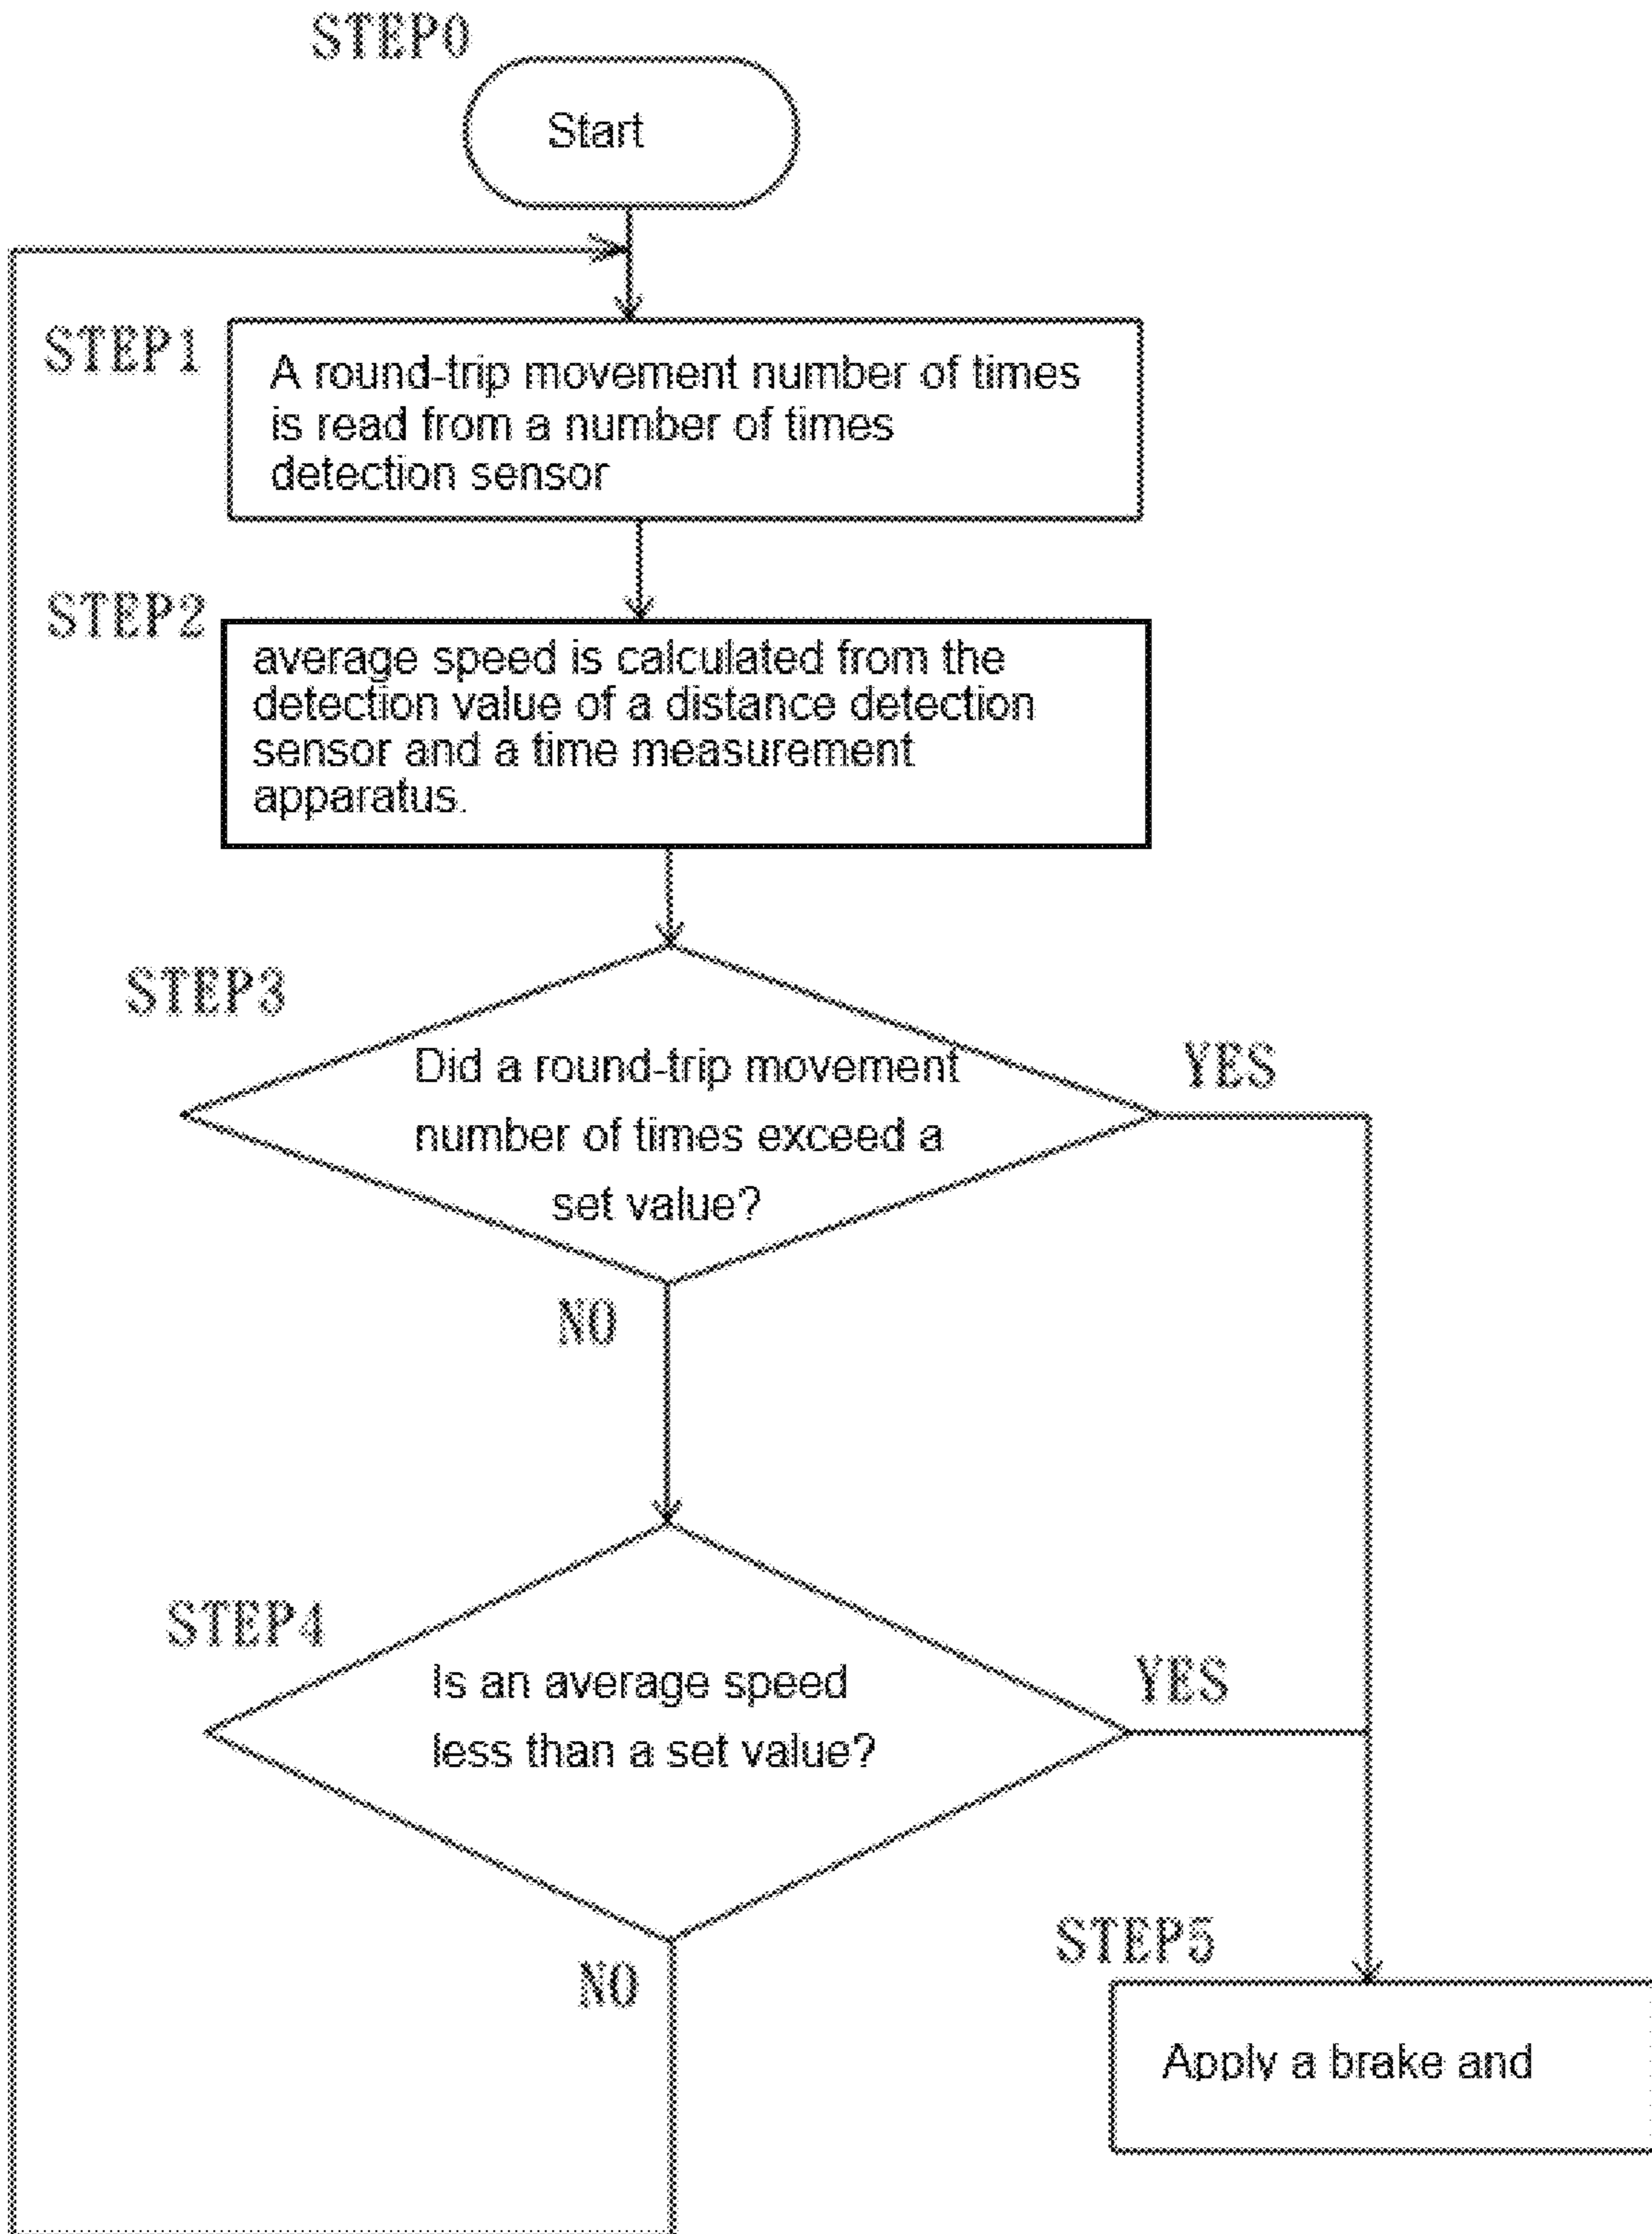 STEP0
Start
STEP1
A round-trip movement number of times
is read from a number of times
detection sensor
STEP2
average speed is calculated from the
detection value of a distance detection
sensor and a time measurement
apparatus.
STEP3
Did a round-trip movement
number of times exceed a
set value?
YES
NO
STEP4
Is an average speed
less than a set value?
YES
NO
STEP5
Apply a brake and